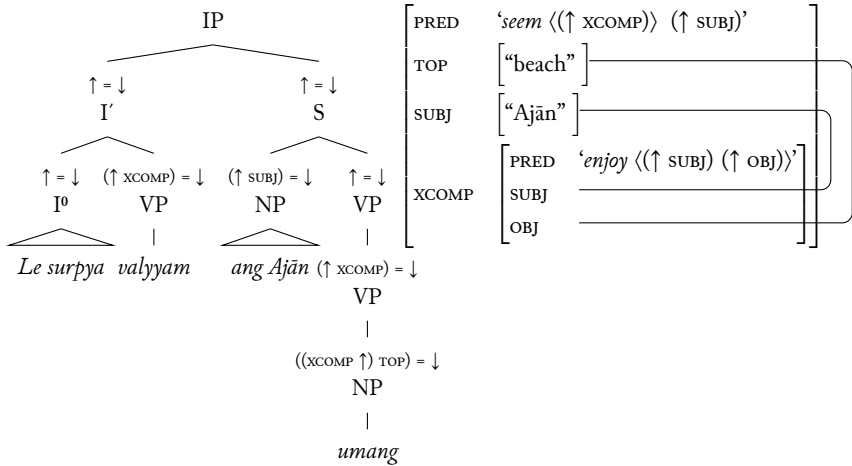 IP
↑ = ↓
I′
↑ = ↓
S
↑ = ↓
I⁰
(↑ XCOMP) = ↓
VP
(↑ SUBJ) = ↓
NP
↑ = ↓
VP
Le surpya valyyam ang Ajān
(↑ XCOMP) = ↓
VP
((XCOMP ↑) TOP) = ↓
NP
umang
PRED ‘seem ⟨(↑ XCOMP)⟩ (↑ SUBJ)’
TOP [“beach”]
SUBJ [“Ajān”]
XCOMP
PRED ‘enjoy ⟨(↑ SUBJ) (↑ OBJ)⟩’
SUBJ
OBJ